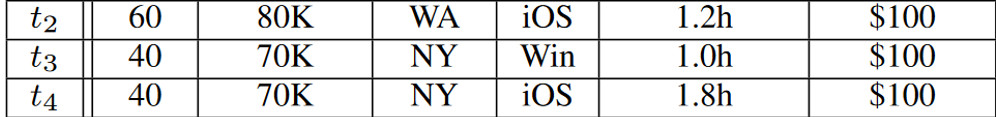 t2 60 80K WA iOS 1.2h $100
t3 40 70K NY Win 1.0h $100
t4 40 70K NY iOS 1.8h $100